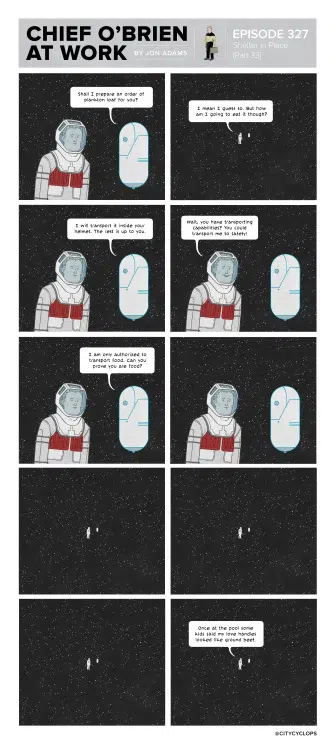 CHIEF O'BRIEN
AT WORK
BY JON ADAMS
EPISODE 327
Shelter in Place
(Part 33)
Shall I prepare an order of
plankton loaf for you?
I mean I guess so. But how
am I going to eat it though?
I will transport it inside your
helmet. The rest is up to you.
Wait, you have transporting
capabilities? You could
transport me to safety!
I am only authorized to
transport food. Can you
prove you are food?
Once at the pool some
kids said my love handles
looked like ground beef.
@CITYCYCLOPS